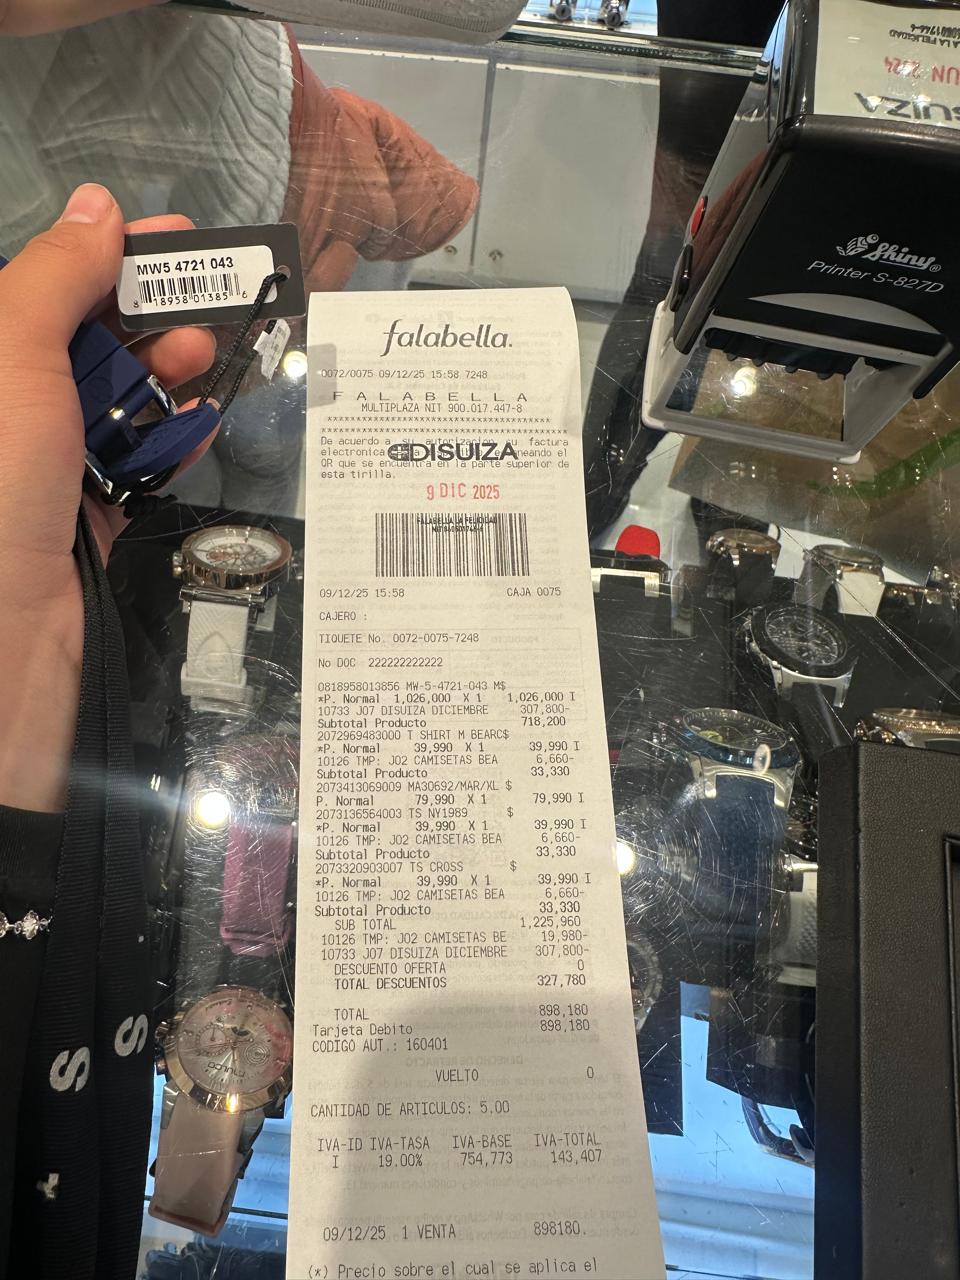 MW5 4721 043
8 18958 01385 6
Shiny®
Printer S-827D
falabella.
0072/0075 09/12/25 15:58 7248
F A L A B E L L A
MULTIPLAZA NIT 900.017.447-8
De acuerdo a su autorizacion su factura
electronica
QR que se encuentra en la parte superior de
esta tirilla.
DISUIZA
9 DIC 2025
FALABELLA LA FELICIDAD
09/12/25 15:58 CAJA 0075
CAJERO :
TIQUETE No. 0072-0075-7248
No DOC 222222222222
0818958013856 MW-5-4721-043 M$
*P. Normal 1,026,000 X 1 1,026,000 I
10733 J07 DISUIZA DICIEMBRE 307,800-
Subtotal Producto 718,200
2072969483000 T SHIRT M BEARC$
*P. Normal 39,990 X 1 39,990 I
10126 TMP: J02 CAMISETAS BEA 6,660-
Subtotal Producto 33,330
2073413069009 MA30692/MAR/XL $
P. Normal 79,990 X 1 79,990 I
2073136564003 TS NY1989 $
*P. Normal 39,990 X 1 39,990 I
10126 TMP: J02 CAMISETAS BEA 6,660-
Subtotal Producto 33,330
2073320903007 TS CROSS $
*P. Normal 39,990 X 1 39,990 I
10126 TMP: J02 CAMISETAS BEA 6,660-
Subtotal Producto 33,330
SUB TOTAL 1,225,960
10126 TMP: J02 CAMISETAS BE 19,980-
10733 J07 DISUIZA DICIEMBRE 307,800-
DESCUENTO OFERTA 0
TOTAL DESCUENTOS 327,780
TOTAL 898,180
Tarjeta Debito 898,180
CODIGO AUT.: 160401
VUELTO 0
CANTIDAD DE ARTICULOS: 5.00
IVA-ID IVA-TASA IVA-BASE IVA-TOTAL
I 19.00% 754,773 143,407
09/12/25 1 VENTA 898180.
(*) Precio sobre el cual se aplica el